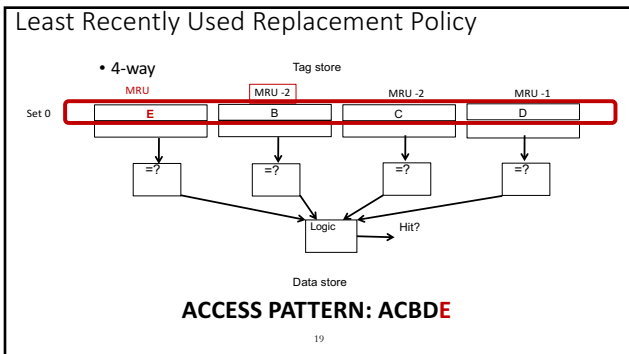 Least Recently Used Replacement Policy
• 4-way
Tag store
MRU MRU -2 MRU -2 MRU -1
Set 0 E B C D
=? =? =? =?
Logic Hit?
Data store
ACCESS PATTERN: ACBDE
19